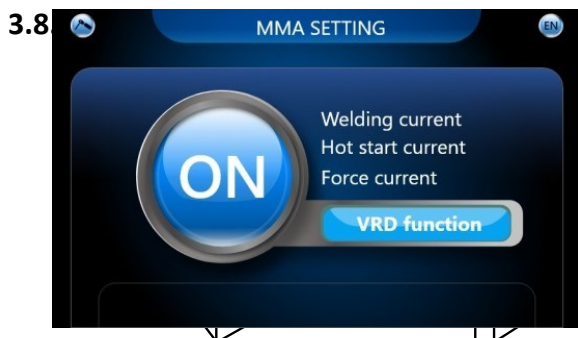 3.8.
MMA SETTING
EN
Welding current
Hot start current
ON
Force current
VRD function